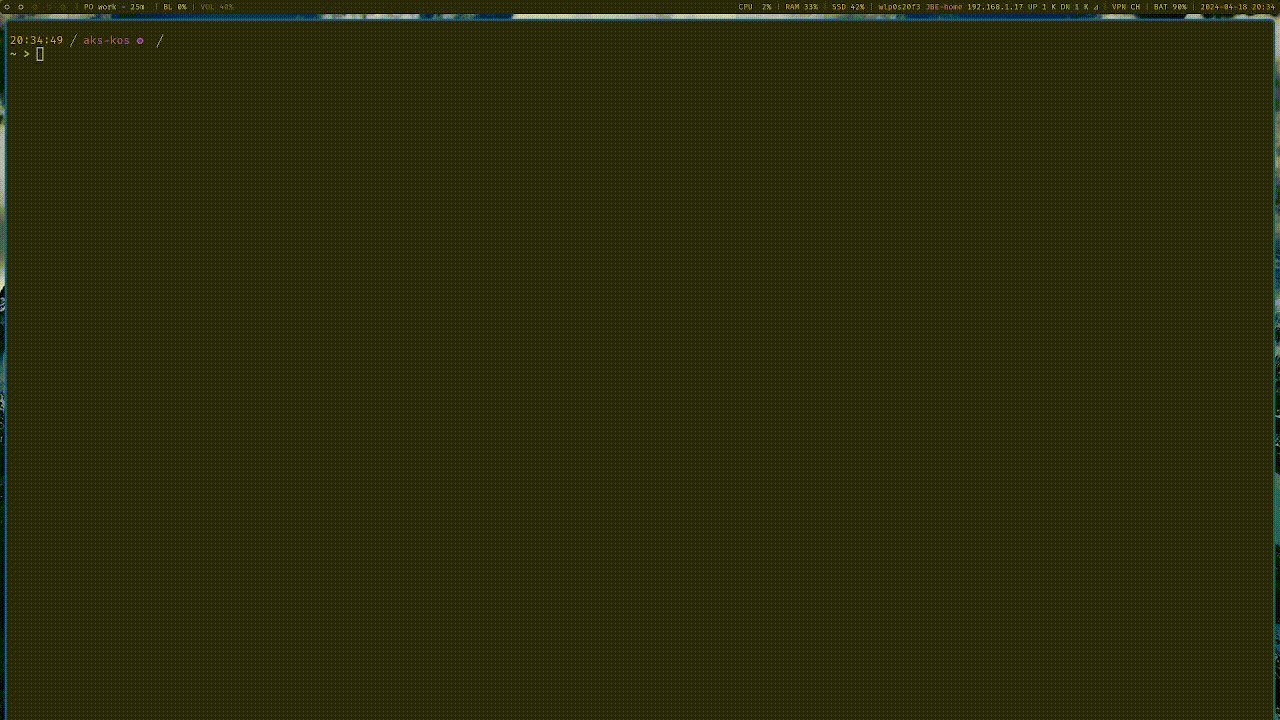 PO work - 25m | BL 0% | VOL 40% CPU 2% | RAM 33% | SSD 42% | wlp0s20f3 JBE-home 192.168.1.17 UP 1 K DN 1 K | VPN CH | BAT 90% | 2024-04-18 20:34
20:34:49 / aks-kos /
~ >